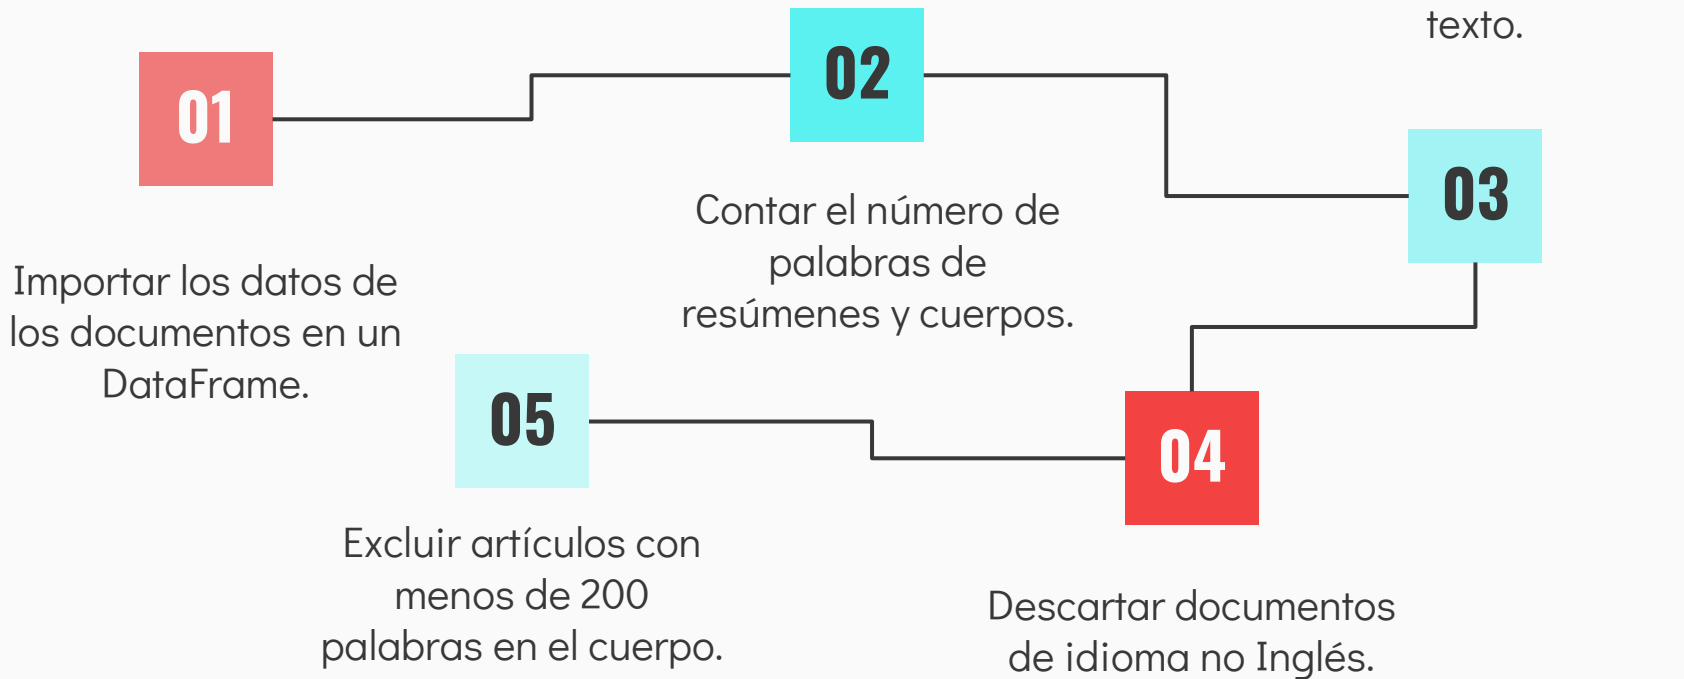 01
Importar los datos de
los documentos en un
DataFrame.
02
Contar el número de
palabras de
resúmenes y cuerpos.
texto.
03
04
Descartar documentos
de idioma no Inglés.
05
Excluir artículos con
menos de 200
palabras en el cuerpo.